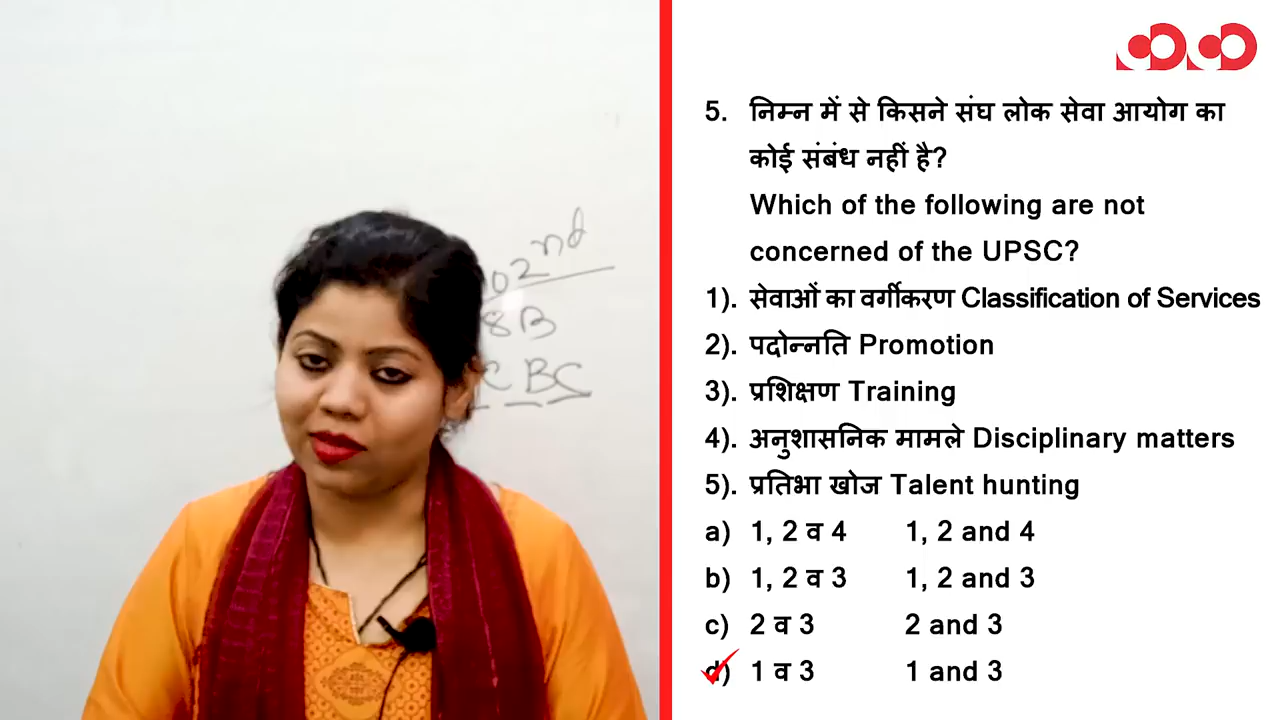 02nd
8B
C BC
5. निम्न में से किसने संघ लोक सेवा आयोग का
कोई संबंध नहीं है?
Which of the following are not
concerned of the UPSC?
1). सेवाओं का वर्गीकरण Classification of Services
2). पदोन्नति Promotion
3). प्रशिक्षण Training
4). अनुशासनिक मामले Disciplinary matters
5). प्रतिभा खोज Talent hunting
a) 1, 2 व 4 1, 2 and 4
b) 1, 2 व 3 1, 2 and 3
c) 2 व 3 2 and 3
d) 1 व 3 1 and 3